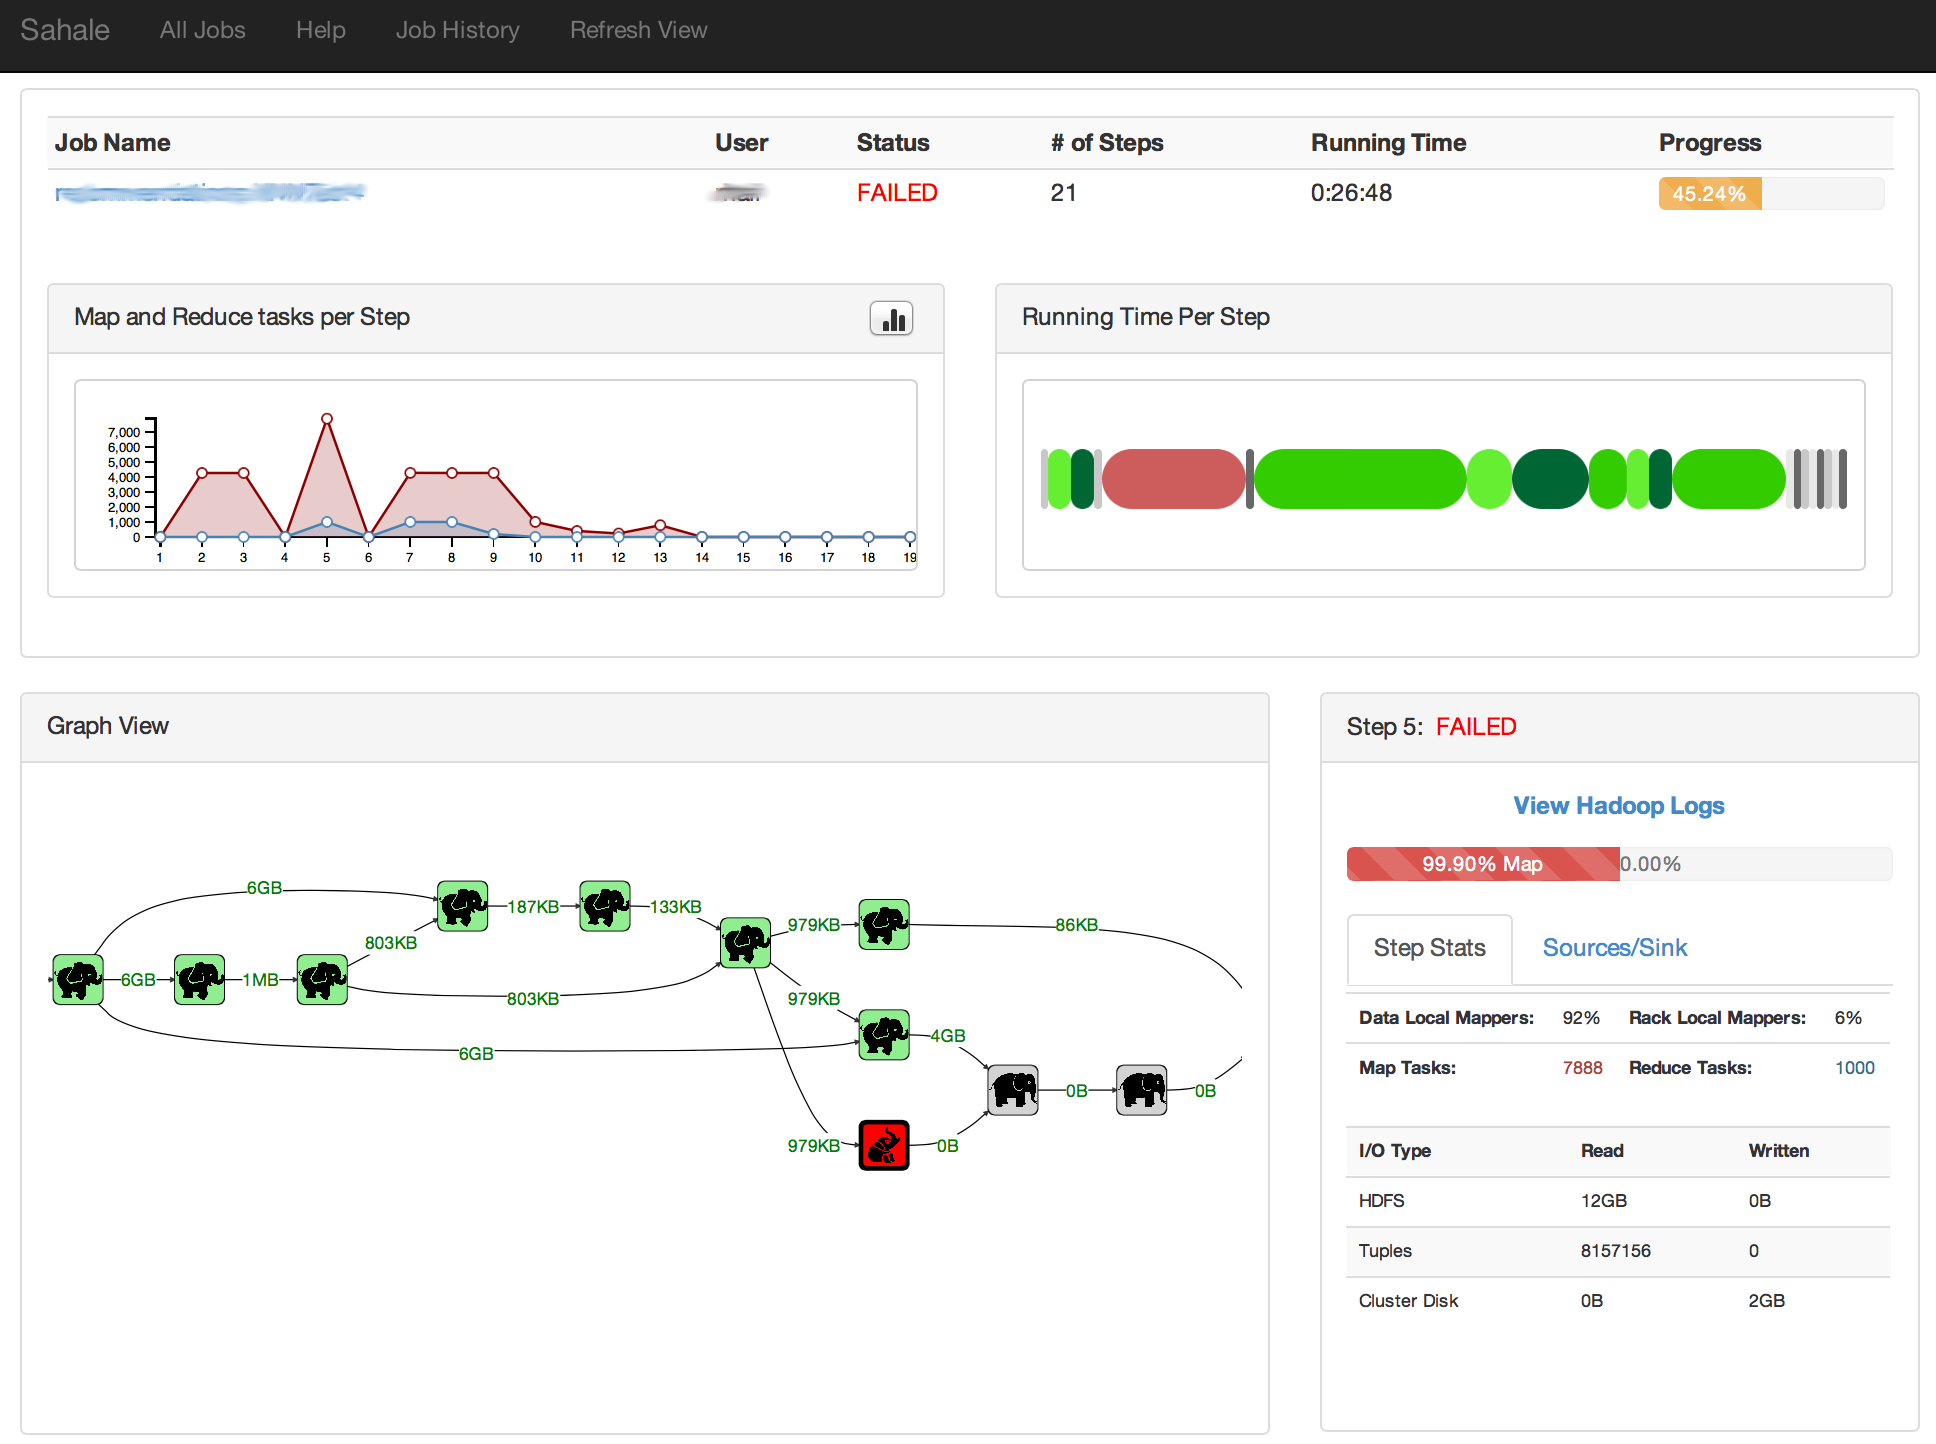 Sahale All Jobs Help Job History Refresh View
Job Name User Status # of Steps Running Time Progress
FAILED 21 0:26:48 45.24%
Map and Reduce tasks per Step
7,000
6,000
5,000
4,000
3,000
2,000
1,000
0
1 2 3 4 5 6 7 8 9 10 11 12 13 14 15 16 17 18 19
Running Time Per Step
Graph View
6GB
187KB
133KB
979KB
86KB
803KB
6GB
1MB
803KB
979KB
4GB
6GB
0B
0B
979KB
0B
Step 5: FAILED
View Hadoop Logs
99.90% Map 0.00%
Step Stats Sources/Sink
Data Local Mappers: 92% Rack Local Mappers: 6%
Map Tasks: 7888 Reduce Tasks: 1000
I/O Type Read Written
HDFS 12GB 0B
Tuples 8157156 0
Cluster Disk 0B 2GB